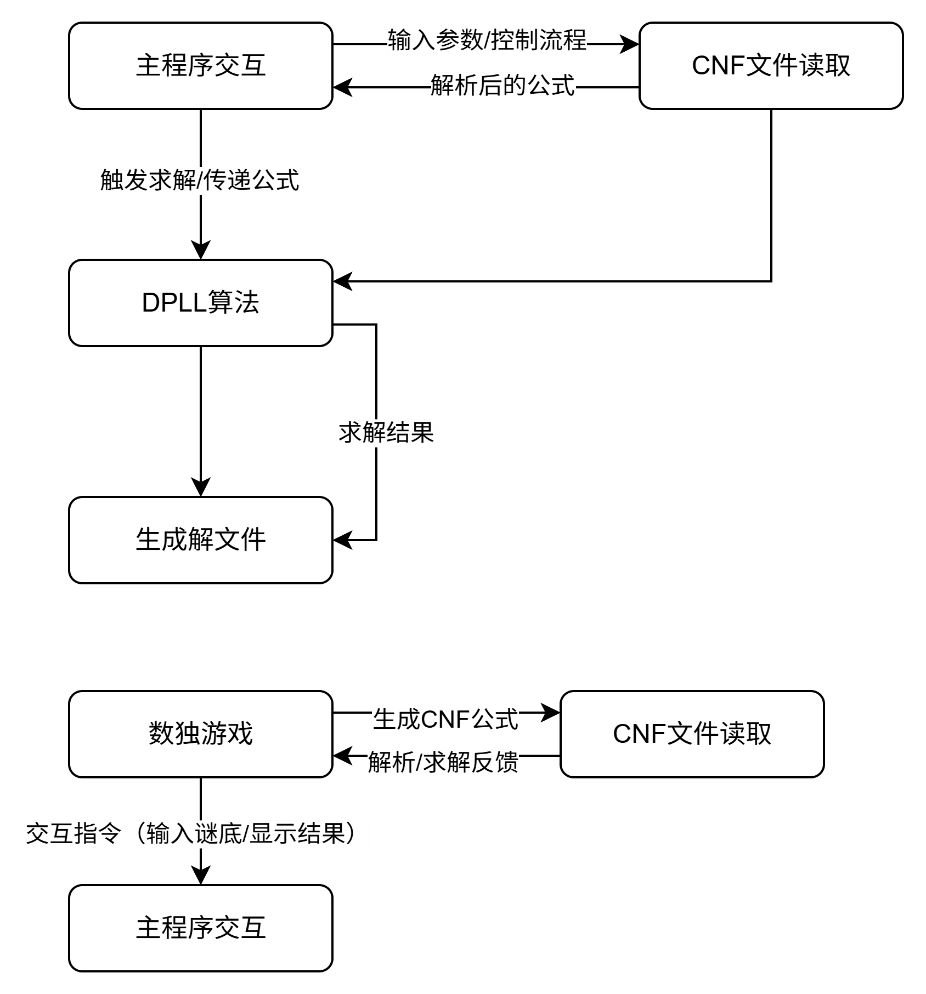 主程序交互
输入参数/控制流程
CNF文件读取
解析后的公式
触发求解/传递公式
DPLL算法
求解结果
生成解文件
数独游戏
生成CNF公式
CNF文件读取
解析/求解反馈
交互指令（输入谜底/显示结果）
主程序交互